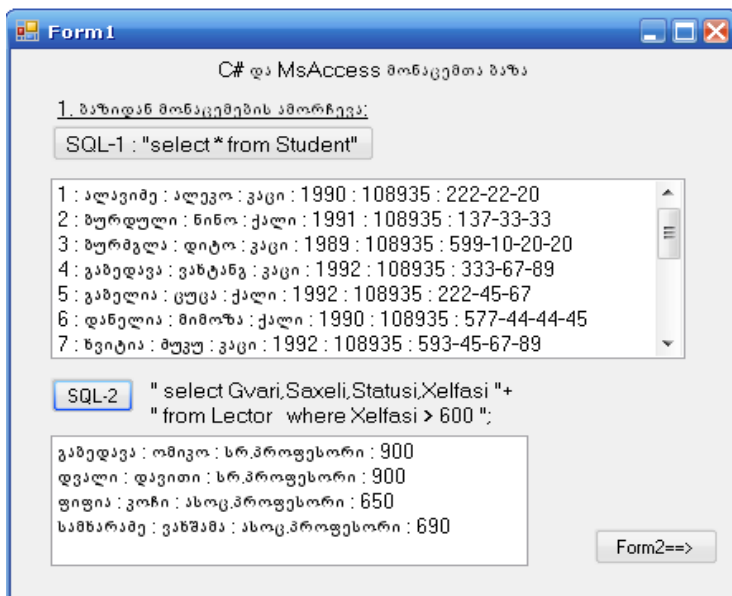 Form1
C# და MsAccess მონაცემთა ბაზა
1. ბაზიდან მონაცემების ამორჩევა:
SQL-1 : "select * from Student"
1 : ალავიძე : ალეკო : კაცი : 1990 : 108935 : 222-22-20
2 : ბურდული : ნინო : ქალი : 1991 : 108935 : 137-33-33
3 : ბურმგლა : დიტო : კაცი : 1989 : 108935 : 599-10-20-20
4 : გაბედავა : ვახტანგ : კაცი : 1992 : 108935 : 333-67-89
5 : გაბელია : ცუცა : ქალი : 1992 : 108935 : 222-45-67
6 : დანელია : მიმოზა : ქალი : 1990 : 108935 : 577-44-44-45
7 : ხვიტია : მუკუ : კაცი : 1992 : 108935 : 593-45-67-89
SQL-2
" select Gvari,Saxeli,Statusi,Xelfasi "+
" from Lector where Xelfasi > 600 ";
გაბედავა : ომიკო : სრ.პროფესორი : 900
დვალი : დავითი : სრ.პროფესორი : 900
ფიფია : კოჩი : ასოც.პროფესორი : 650
სამხარაძე : ვანშამა : ასოც.პროფესორი : 690
Form2==>